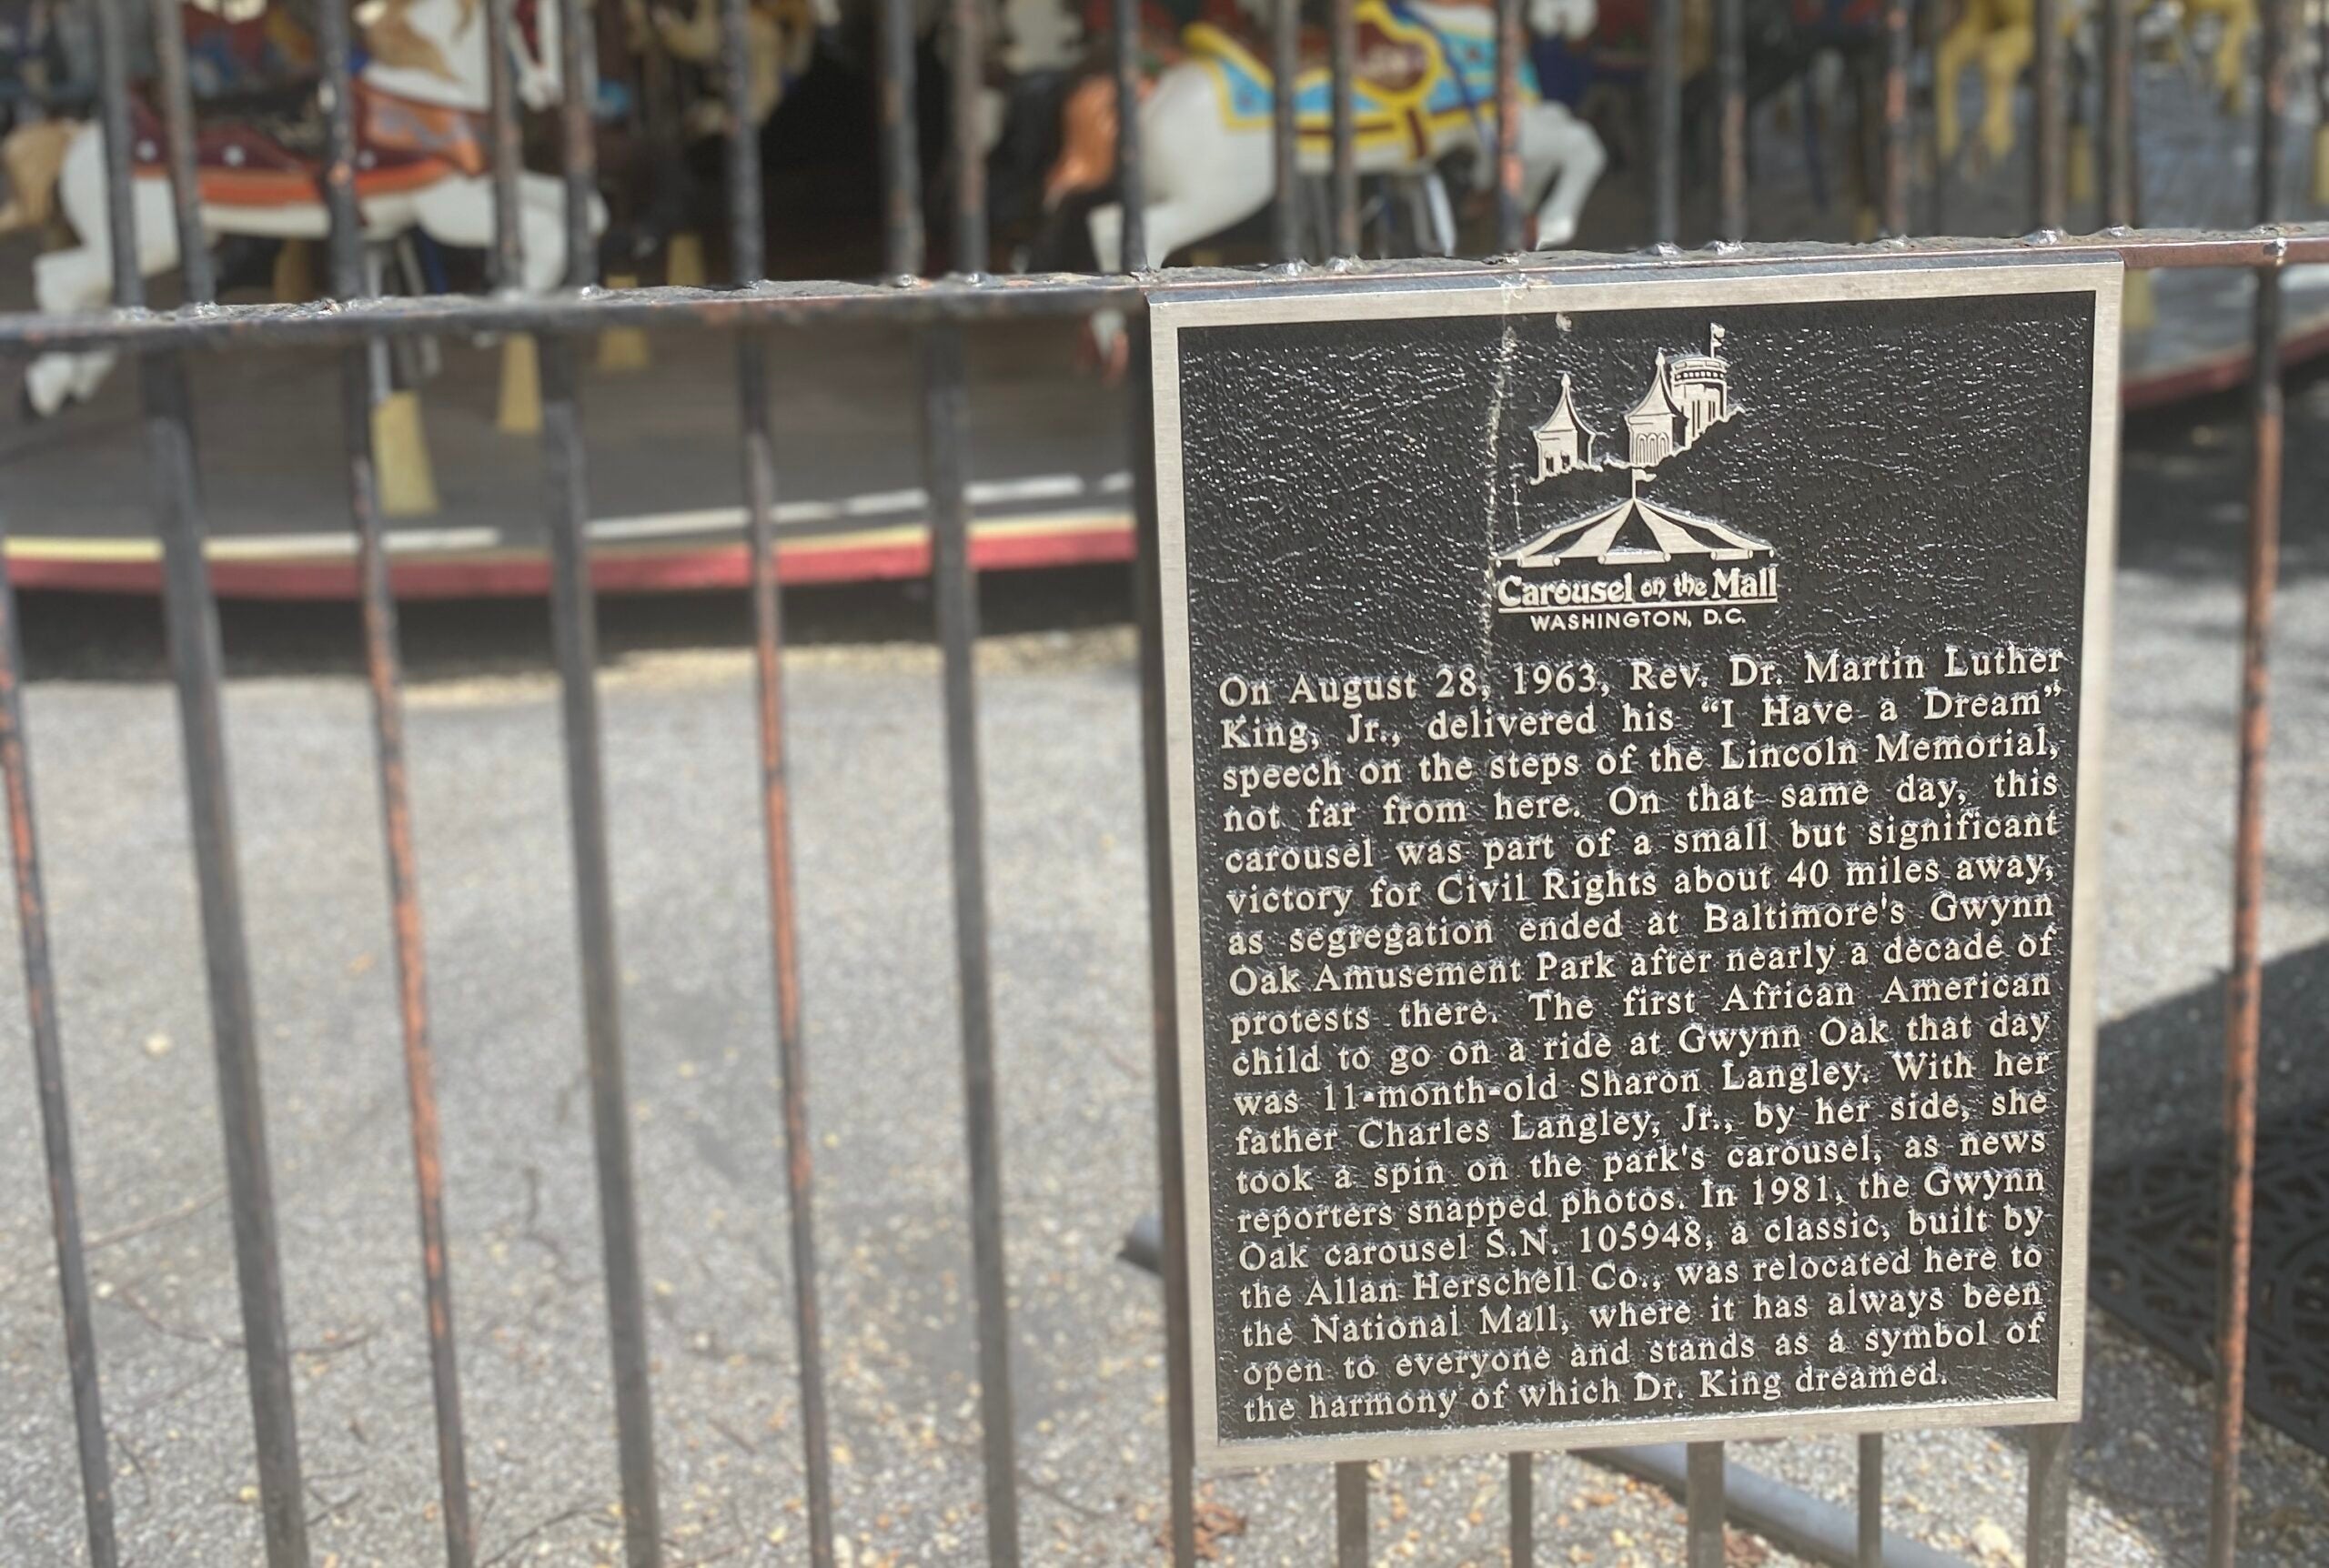 Carousel on the Mall
WASHINGTON, D.C.
On August 28, 1963, Rev. Dr. Martin Luther
King, Jr., delivered his “I Have a Dream”
speech on the steps of the Lincoln Memorial,
not far from here. On that same day, this
carousel was part of a small but significant
victory for Civil Rights about 40 miles away,
as segregation ended at Baltimore's Gwynn
Oak Amusement Park after nearly a decade of
protests there. The first African American
child to go on a ride at Gwynn Oak that day
was 11-month-old Sharon Langley. With her
father Charles Langley, Jr., by her side, she
took a spin on the park's carousel, as news
reporters snapped photos. In 1981, the Gwynn
Oak carousel S.N. 105948, a classic, built by
the Allan Herschell Co., was relocated here to
the National Mall, where it has always been
open to everyone and stands as a symbol of
the harmony of which Dr. King dreamed.